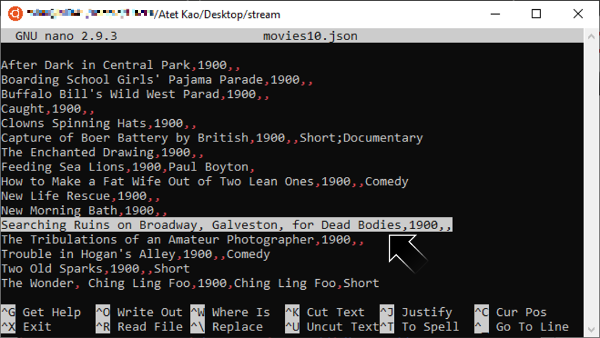 /Atet Kao/Desktop/stream
GNU nano 2.9.3 movies10.json
After Dark in Central Park,1900,,
Boarding School Girls' Pajama Parade,1900,,
Buffalo Bill's Wild West Parad,1900,,
Caught,1900,,
Clowns Spinning Hats,1900,,
Capture of Boer Battery by British,1900,,Short;Documentary
The Enchanted Drawing,1900,,
Feeding Sea Lions,1900,Paul Boyton,
How to Make a Fat Wife Out of Two Lean Ones,1900,,Comedy
New Life Rescue,1900,,
New Morning Bath,1900,,
Searching Ruins on Broadway, Galveston, for Dead Bodies,1900,,
The Tribulations of an Amateur Photographer,1900,,
Trouble in Hogan's Alley,1900,,Comedy
Two Old Sparks,1900,,Short
The Wonder, Ching Ling Foo,1900,Ching Ling Foo,Short
^G Get Help ^O Write Out ^W Where Is ^K Cut Text ^J Justify ^C Cur Pos
^X Exit ^R Read File ^\ Replace ^U Uncut Text ^T To Spell ^_ Go To Line